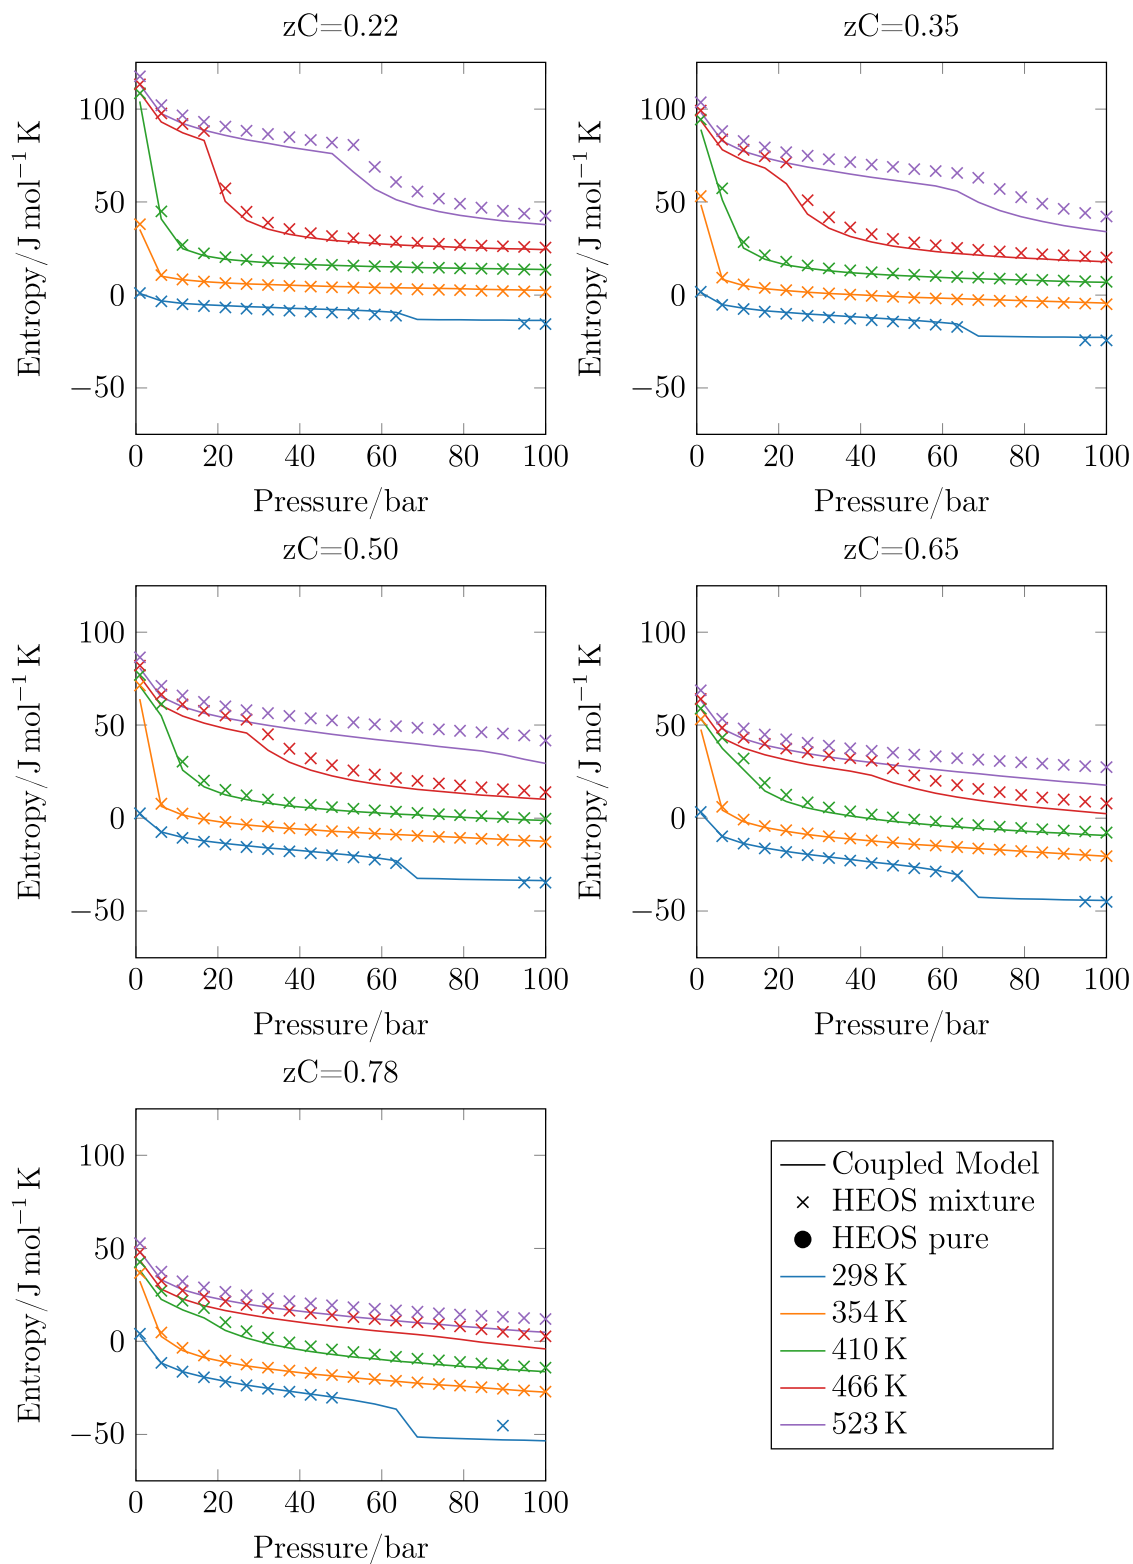 zC=0.22
100
50
0
−50
0 20 40 60 80 100
Pressure/bar
Entropy/J mol⁻¹ K
zC=0.35
100
50
0
−50
0 20 40 60 80 100
Pressure/bar
Entropy/J mol⁻¹ K
zC=0.50
100
50
0
−50
0 20 40 60 80 100
Pressure/bar
Entropy/J mol⁻¹ K
zC=0.65
100
50
0
−50
0 20 40 60 80 100
Pressure/bar
Entropy/J mol⁻¹ K
zC=0.78
100
50
0
−50
0 20 40 60 80 100
Pressure/bar
Entropy/J mol⁻¹ K
Coupled Model
HEOS mixture
HEOS pure
298 K
354 K
410 K
466 K
523 K